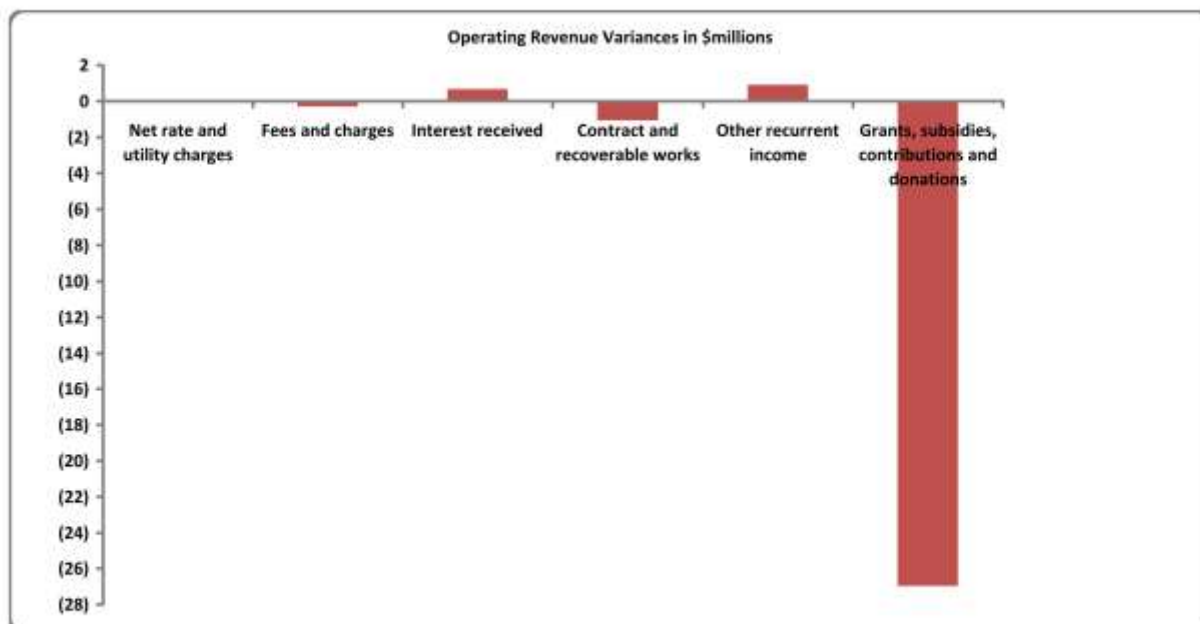 Operating Revenue Variances in $millions
2
0
(2)
(4)
(6)
(8)
(10)
(12)
(14)
(16)
(18)
(20)
(22)
(24)
(26)
(28)
Net rate and
utility charges
Fees and charges
Interest received
Contract and
recoverable works
Other recurrent
income
Grants, subsidies,
contributions and
donations